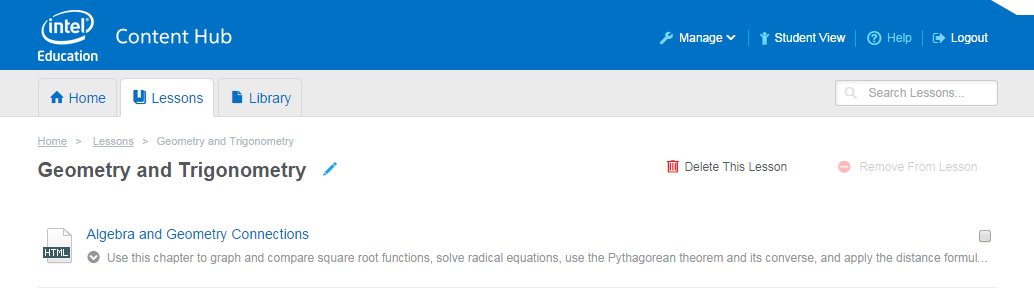 intel
Education
Content Hub
Manage
Student View
Help
Logout
Home
Lessons
Library
Search Lessons...
Home > Lessons > Geometry and Trigonometry
Geometry and Trigonometry
Delete This Lesson
Remove From Lesson
HTML
Algebra and Geometry Connections
Use this chapter to graph and compare square root functions, solve radical equations, use the Pythagorean theorem and its converse, and apply the distance formul...